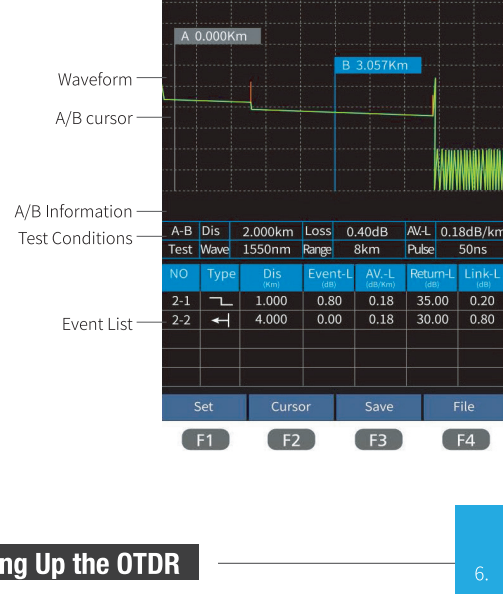 A 0.000Km
B 3.057Km
Waveform
A/B cursor
A/B Information
Test Conditions
A-B Dis 2.000km Loss 0.40dB AV.-L 0.18dB/km
Test Wave 1550nm Range 8km Pulse 50ns
NO Type Dis (Km) Event-L (dB) AV.-L (dB/Km) Return-L (dB) Link-L (dB)
2-1 1.000 0.80 0.18 35.00 0.20
Event List
2-2 4.000 0.00 0.18 30.00 0.80
Set Cursor Save File
F1 F2 F3 F4
ng Up the OTDR
6.